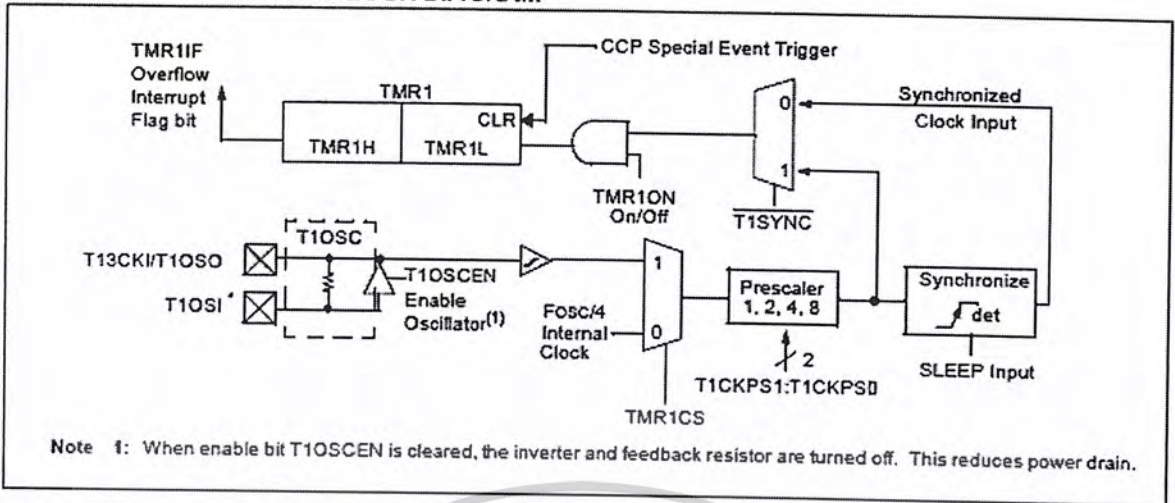 TMR1IF
Overflow
Interrupt
Flag bit
TMR1
CLR
TMR1H
TMR1L
CCP Special Event Trigger
TMR1ON
On/Off
0
1
T1SYNC
Synchronized
Clock Input
T13CKI/T1OSO
T1OSI
T1OSC
T1OSCEN
Enable
Oscillator(1)
Fosc/4
Internal
Clock
1
0
TMR1CS
Prescaler
1, 2, 4, 8
2
T1CKPS1:T1CKPS0
Synchronize
det
SLEEP Input
Note 1: When enable bit T1OSCEN is cleared, the inverter and feedback resistor are turned off. This reduces power drain.